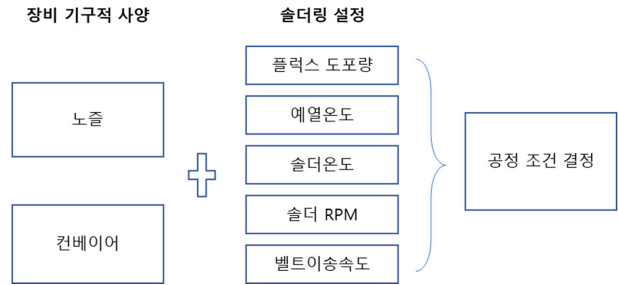 장비 기구적 사양
노즐
컨베이어
솔더링 설정
플럭스 도포량
예열온도
솔더온도
솔더 RPM
벨트이송속도
공정 조건 결정